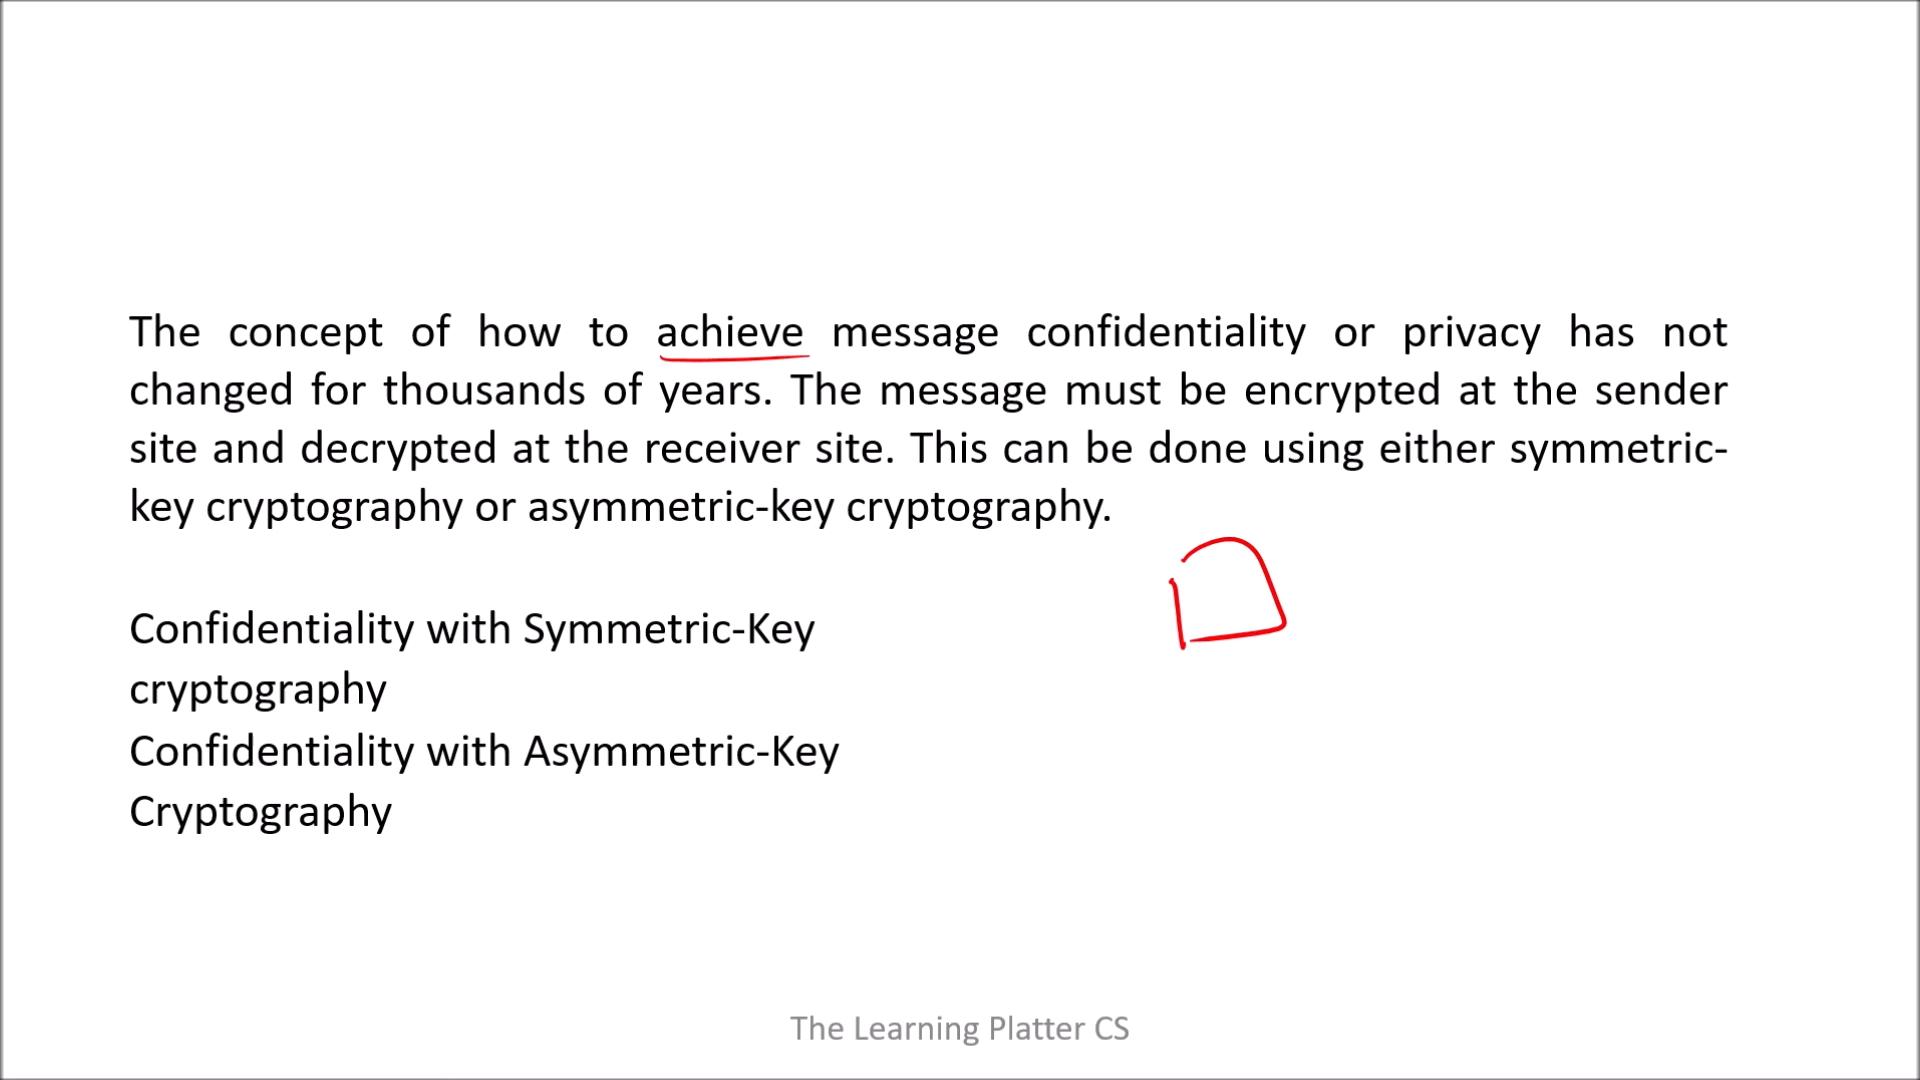 The concept of how to achieve message confidentiality or privacy has not
changed for thousands of years. The message must be encrypted at the sender
site and decrypted at the receiver site. This can be done using either symmetric-
key cryptography or asymmetric-key cryptography.
Confidentiality with Symmetric-Key
cryptography
Confidentiality with Asymmetric-Key
Cryptography
The Learning Platter CS